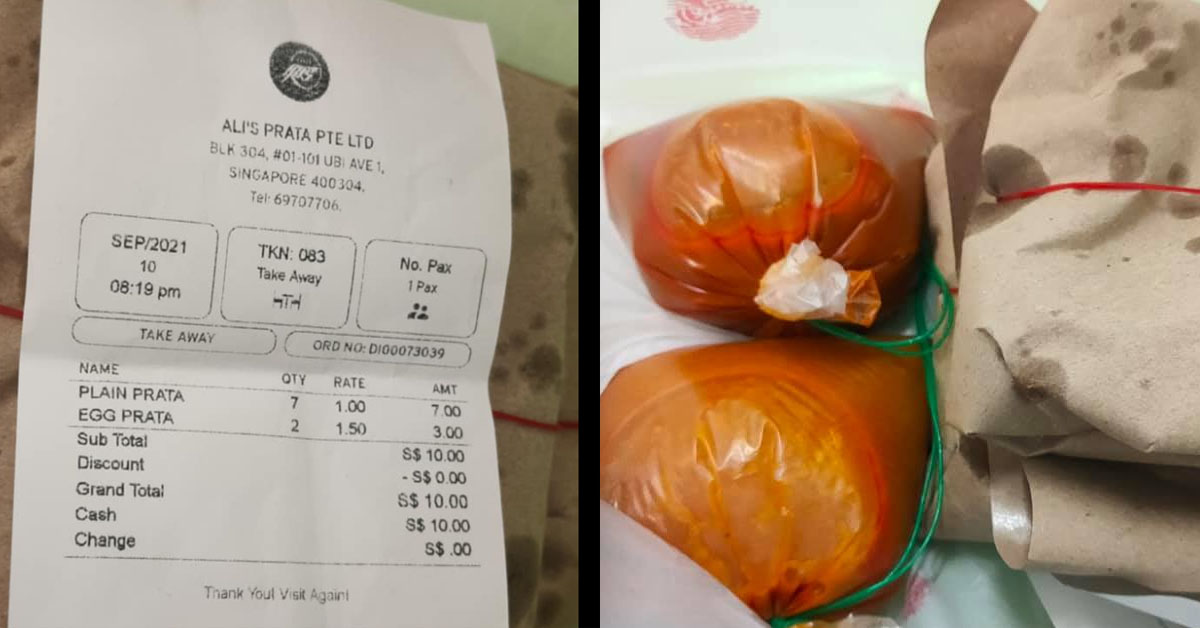 ALI'S PRATA PTE LTD
BLK 304, #01-101 UBI AVE 1,
SINGAPORE 400304,
Tel: 69707706.
SEP/2021
10
08:19 pm
TKN: 083
Take Away
No. Pax
1 Pax
TAKE AWAY
ORD NO: DI00073039
NAME QTY RATE AMT
PLAIN PRATA 7 1.00 7.00
EGG PRATA 2 1.50 3.00
Sub Total S$ 10.00
Discount - S$ 0.00
Grand Total S$ 10.00
Cash S$ 10.00
Change S$ .00
Thank You! Visit Again!